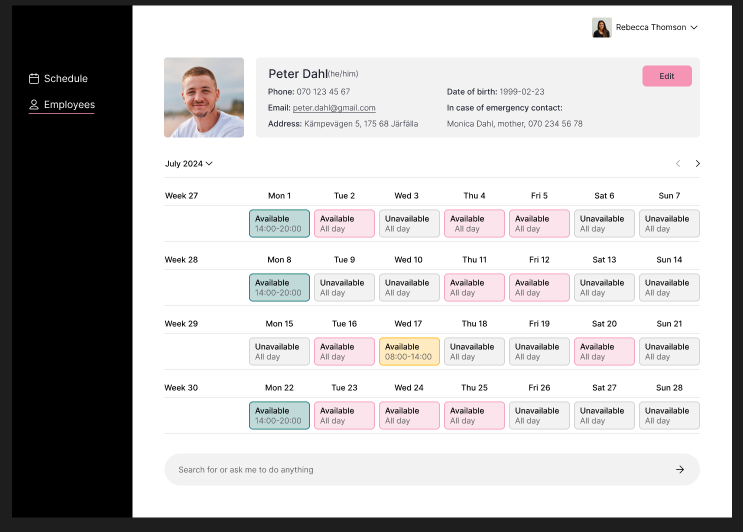 Rebecca Thomson
Schedule
Employees
Peter Dahl(he/him)
Edit
Phone: 070 123 45 67
Date of birth: 1999-02-23
Email: peter.dahl@gmail.com
In case of emergency contact:
Address: Kämpevägen 5, 175 68 Järfälla
Monica Dahl, mother, 070 234 56 78
July 2024
Week 27 Mon 1 Tue 2 Wed 3 Thu 4 Fri 5 Sat 6 Sun 7
Available Available Unavailable Available Available Unavailable Unavailable
14:00-20:00 All day All day All day All day All day All day
Week 28 Mon 8 Tue 9 Wed 10 Thu 11 Fri 12 Sat 13 Sun 14
Available Unavailable Unavailable Available Available Unavailable Unavailable
14:00-20:00 All day All day All day All day All day All day
Week 29 Mon 15 Tue 16 Wed 17 Thu 18 Fri 19 Sat 20 Sun 21
Unavailable Available Available Unavailable Unavailable Available Unavailable
All day All day 08:00-14:00 All day All day All day All day
Week 30 Mon 22 Tue 23 Wed 24 Thu 25 Fri 26 Sat 27 Sun 28
Available Available Available Available Unavailable Unavailable Unavailable
14:00-20:00 All day All day All day All day All day All day
Search for or ask me to do anything